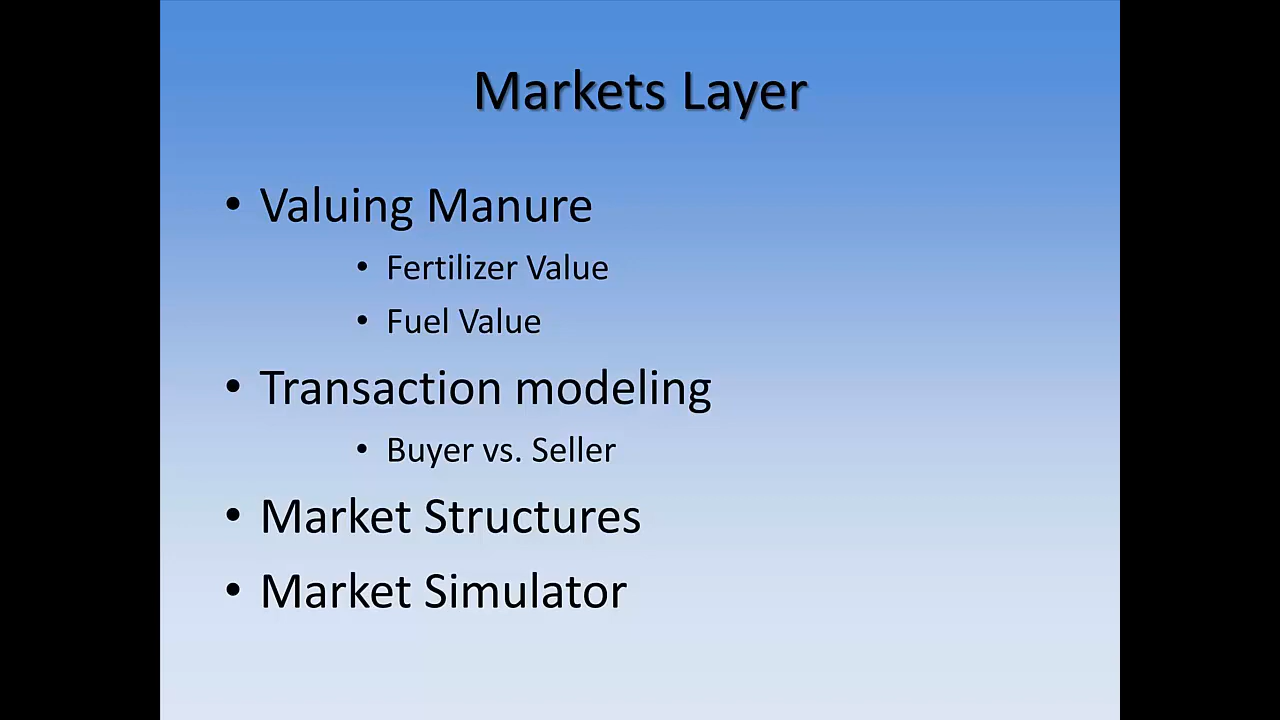 Markets Layer
• Valuing Manure
• Fertilizer Value
• Fuel Value
• Transaction modeling
• Buyer vs. Seller
• Market Structures
• Market Simulator